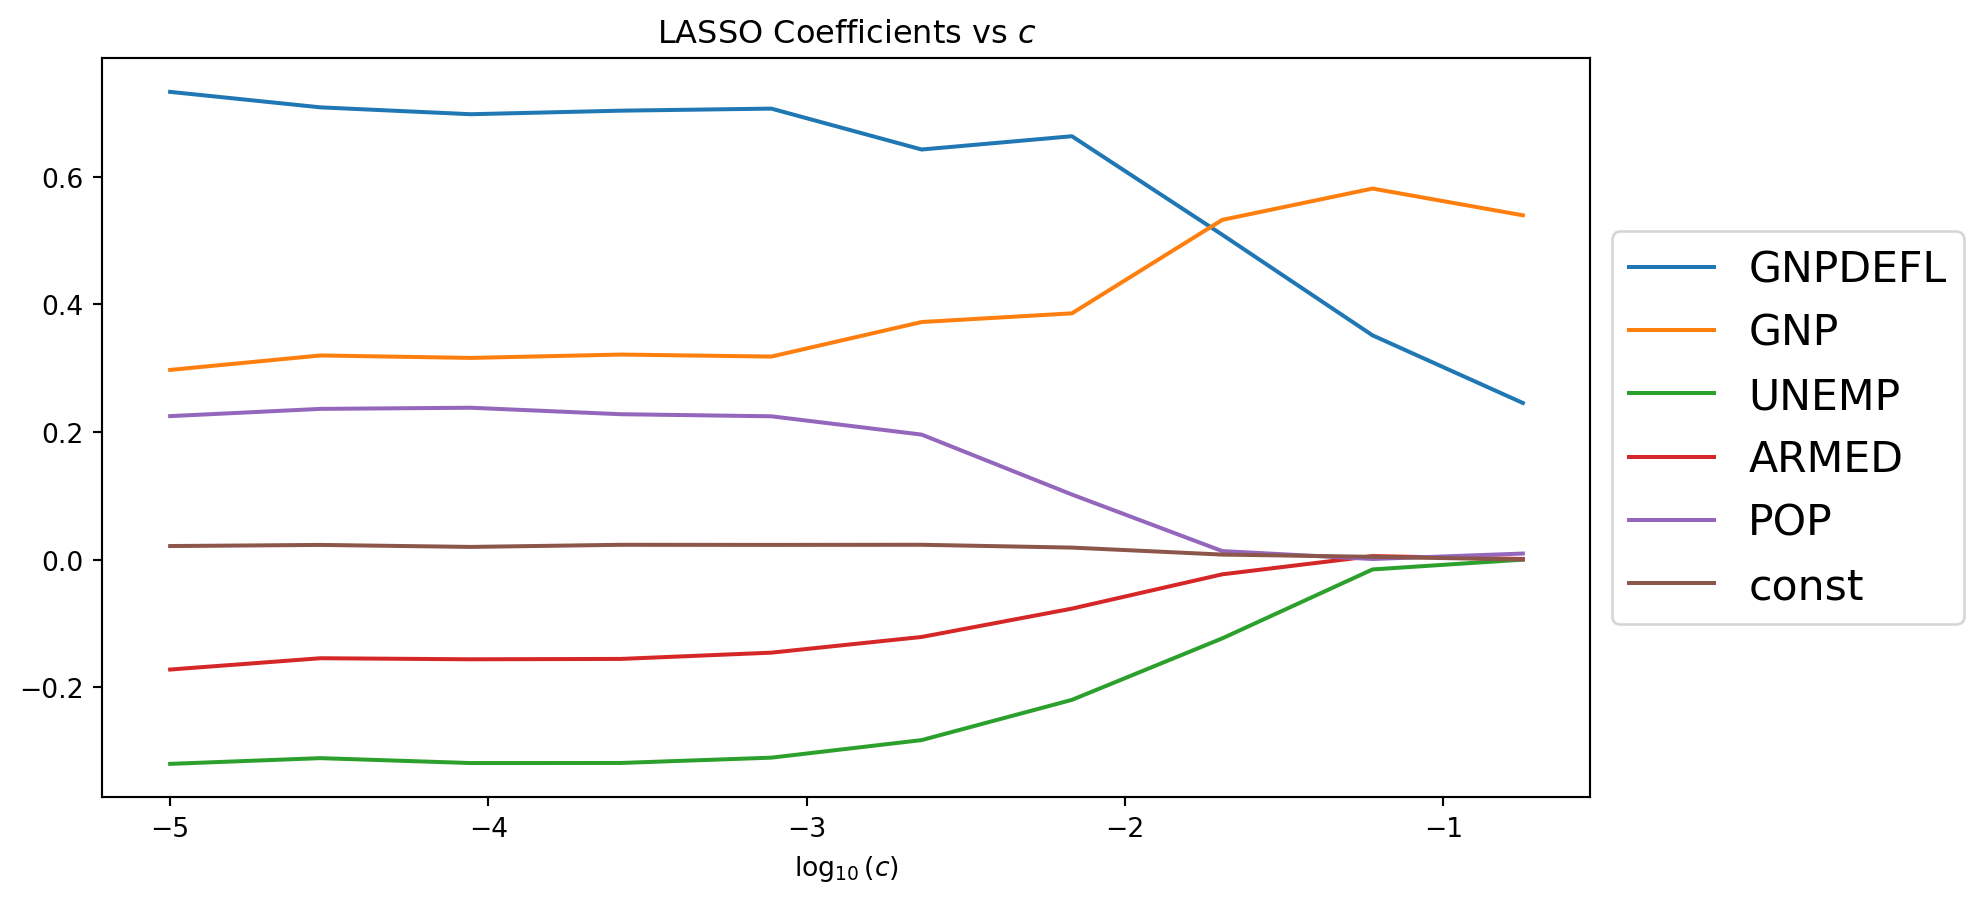 LASSO Coefficients vs c
0.6
0.4
0.2
0.0
−0.2
−5 −4 −3 −2 −1
log₁₀(c)
GNPDEFL
GNP
UNEMP
ARMED
POP
const